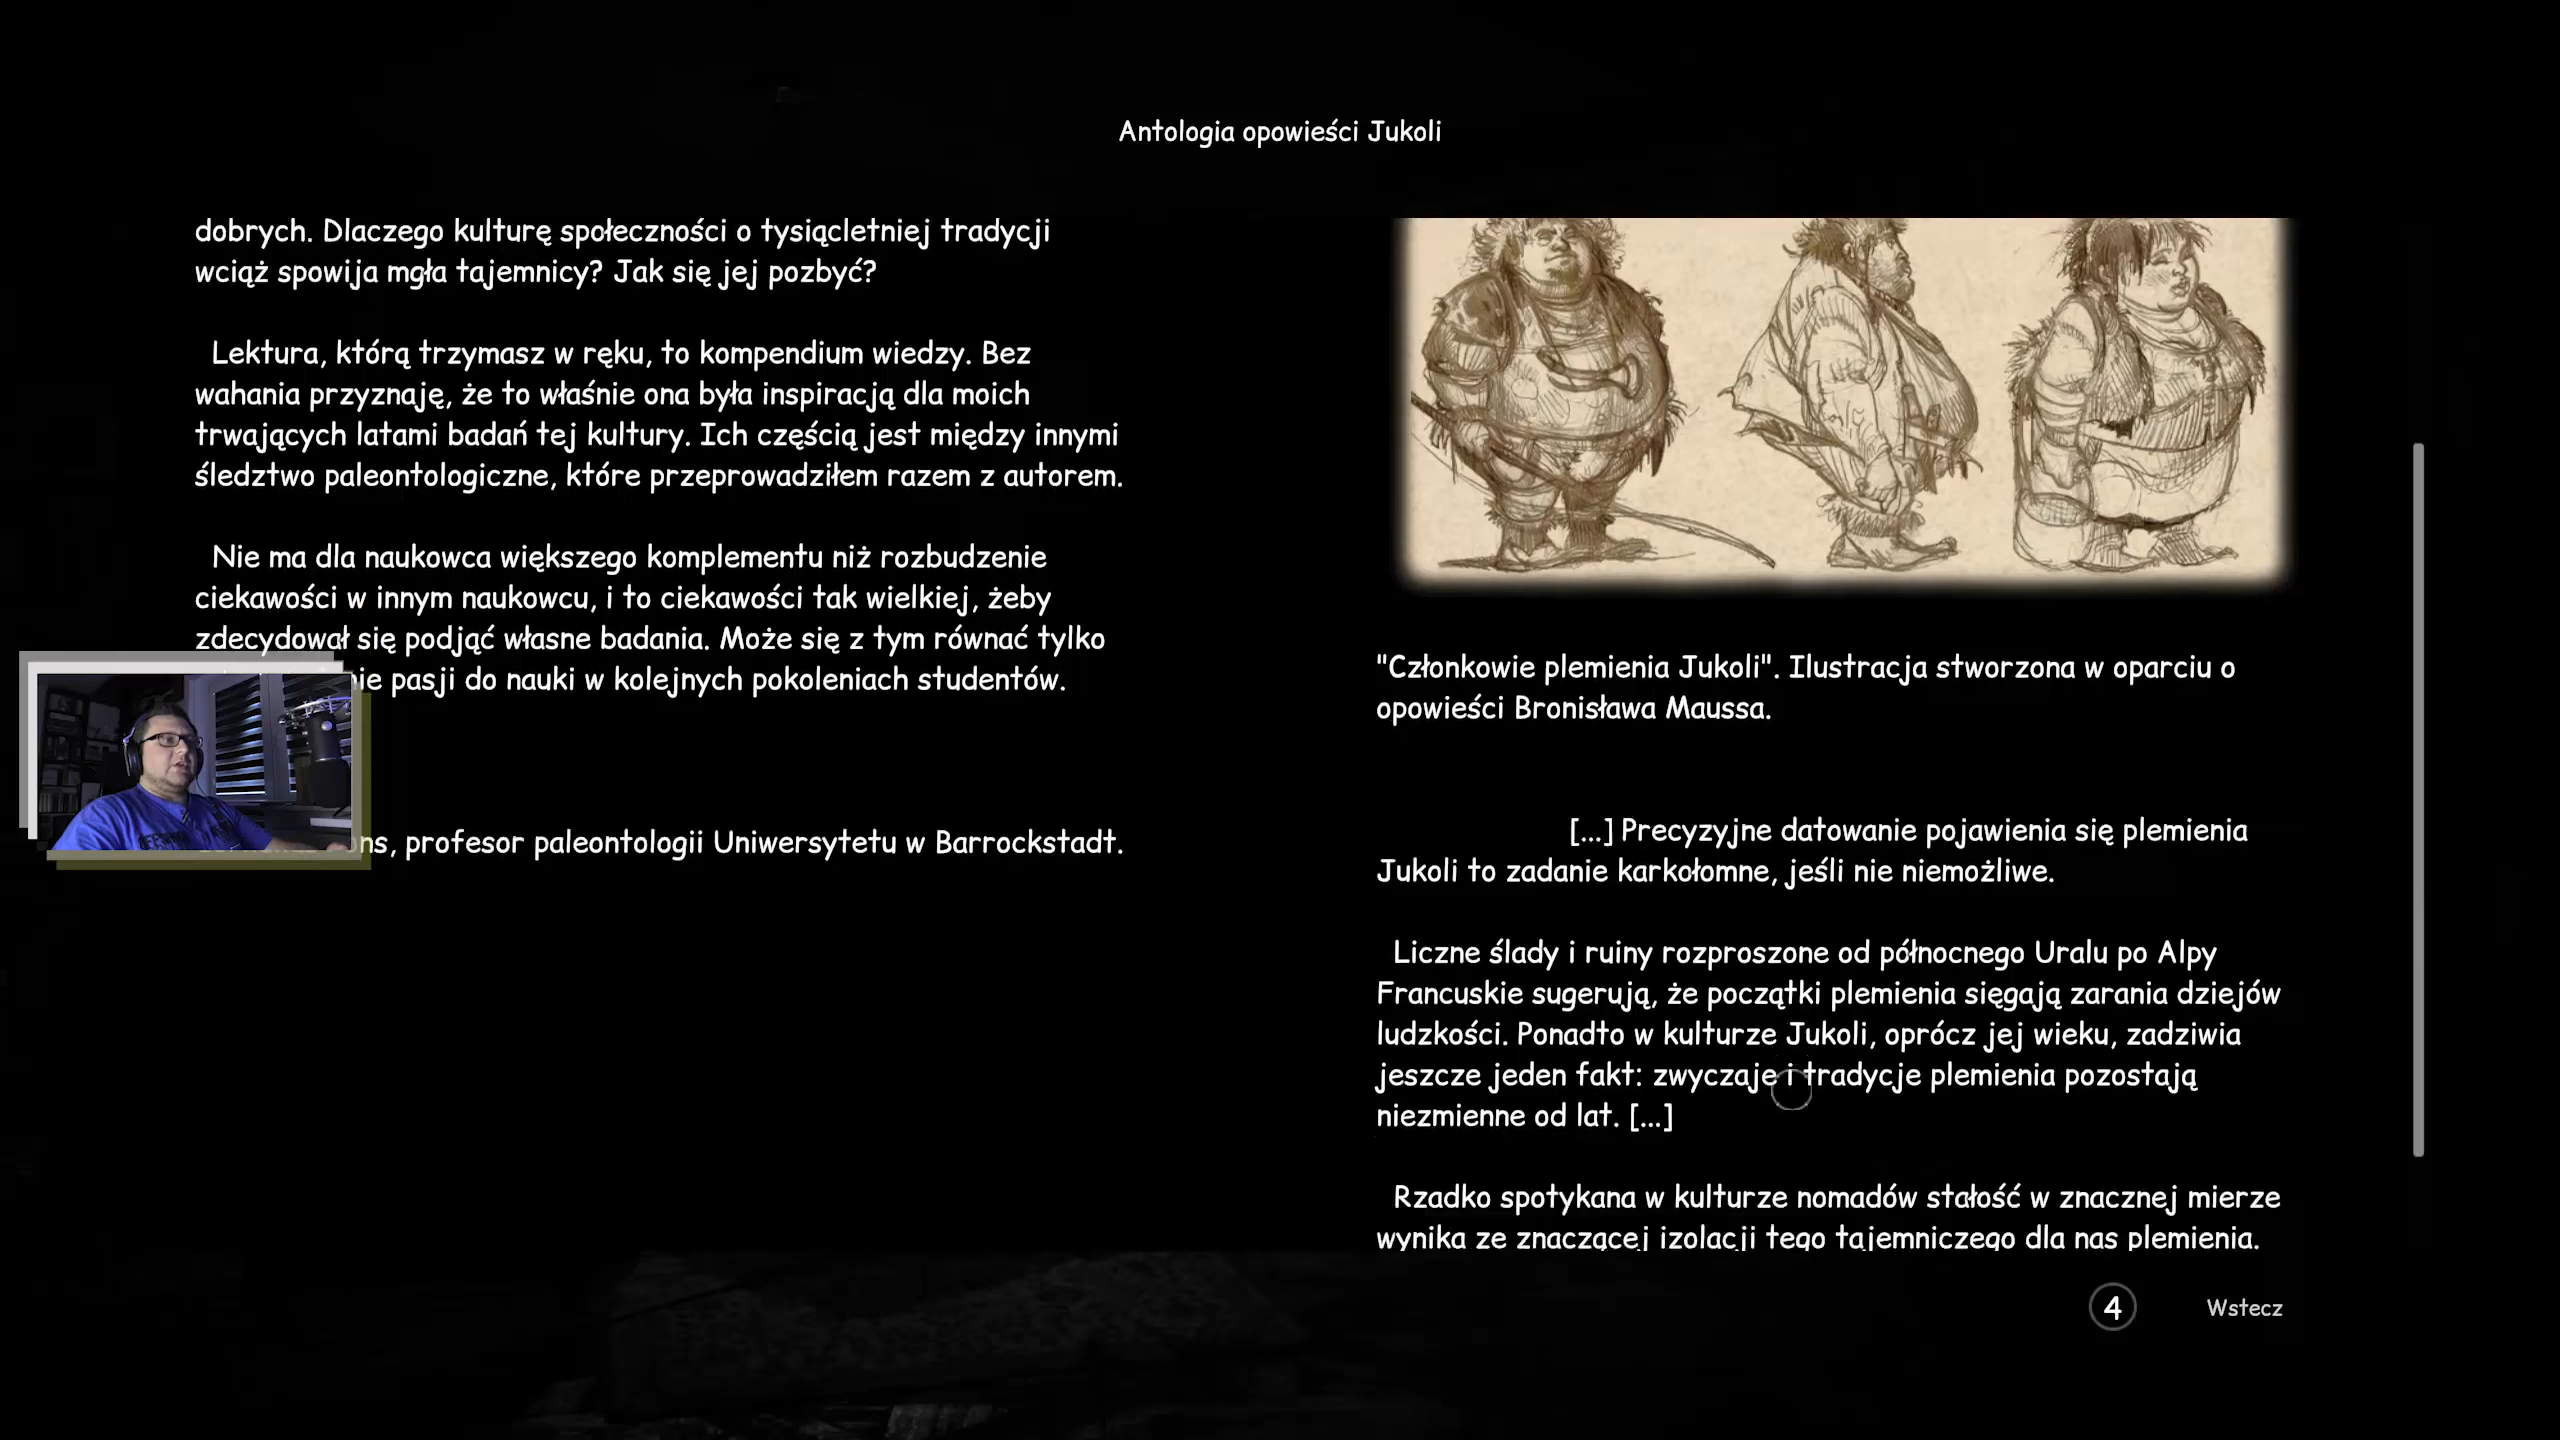 Antologia opowieści Jukoli
dobrych. Dlaczego kulturę społeczności o tysiącletniej tradycji
wciąż spowija mgła tajemnicy? Jak się jej pozbyć?
Lektura, którą trzymasz w ręku, to kompendium wiedzy. Bez
wahania przyznaję, że to właśnie ona była inspiracją dla moich
trwających latami badań tej kultury. Ich częścią jest między innymi
śledztwo paleontologiczne, które przeprowadziłem razem z autorem.
Nie ma dla naukowca większego komplementu niż rozbudzenie
ciekawości w innym naukowcu, i to ciekawości tak wielkiej, żeby
zdecydował się podjąć własne badania. Może się z tym równać tylko
pasji do nauki w kolejnych pokoleniach studentów.
profesor paleontologii Uniwersytetu w Barrockstadt.
"Członkowie plemienia Jukoli". Ilustracja stworzona w oparciu o
opowieści Bronisława Maussa.
[...] Precyzyjne datowanie pojawienia się plemienia
Jukoli to zadanie karkołomne, jeśli nie niemożliwe.
Liczne ślady i ruiny rozproszone od północnego Uralu po Alpy
Francuskie sugerują, że początki plemienia sięgają zarania dziejów
ludzkości. Ponadto w kulturze Jukoli, oprócz jej wieku, zadziwia
jeszcze jeden fakt: zwyczaje i tradycje plemienia pozostają
niezmienne od lat. [...]
Rzadko spotykana w kulturze nomadów stałość w znacznej mierze
wynika ze znaczącej izolacji tego tajemniczego dla nas plemienia.
4 Wstecz